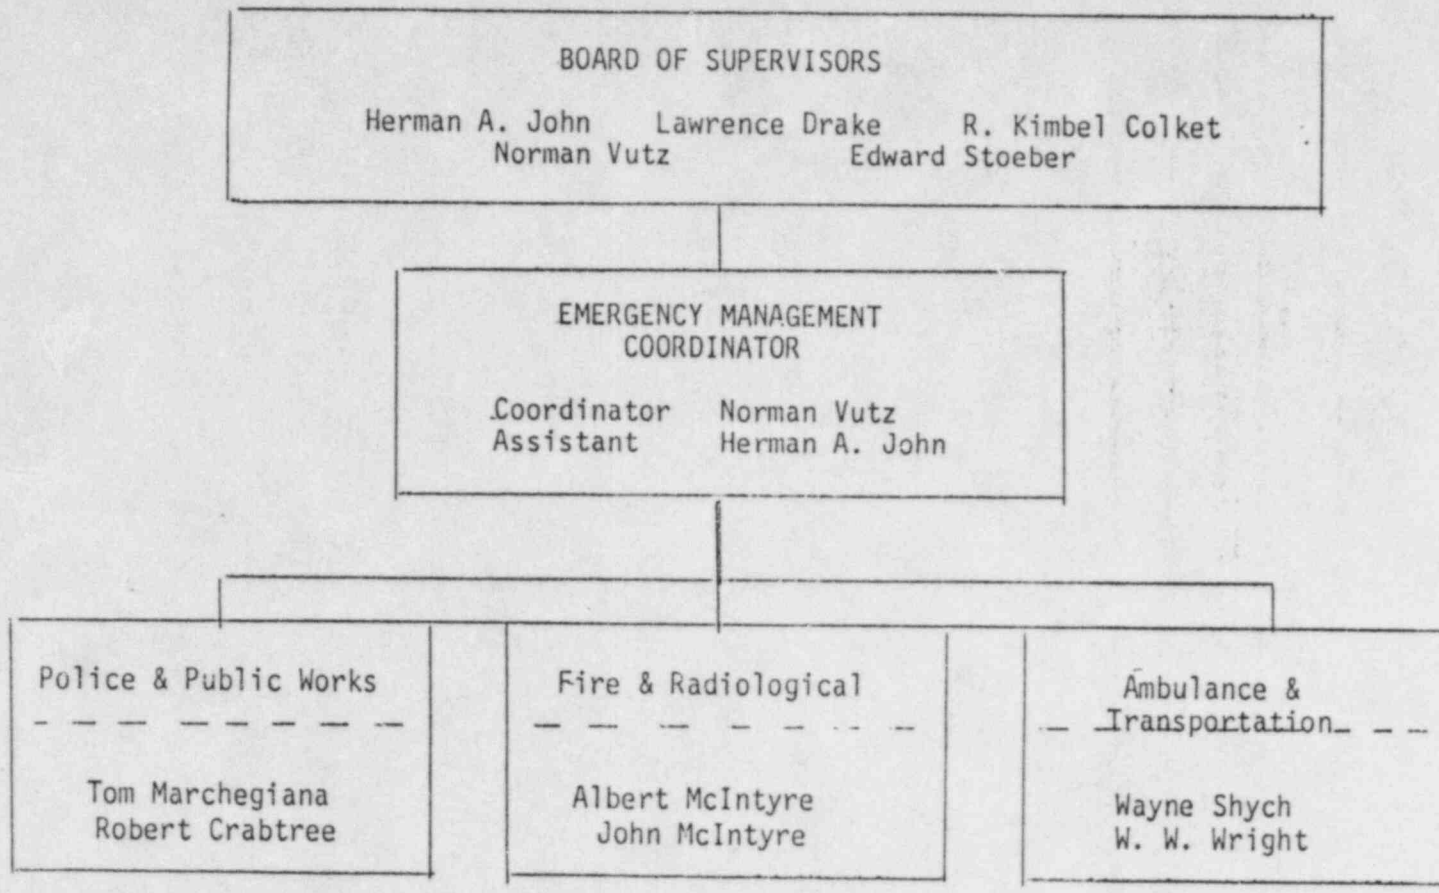 BOARD OF SUPERVISORS
Herman A. John Lawrence Drake R. Kimbel Colket
Norman Vutz Edward Stoeber
EMERGENCY MANAGEMENT
COORDINATOR
Coordinator Norman Vutz
Assistant Herman A. John
Police & Public Works
Tom Marchegiana
Robert Crabtree
Fire & Radiological
Albert McIntyre
John McIntyre
Ambulance &
Transportation
Wayne Shych
W. W. Wright